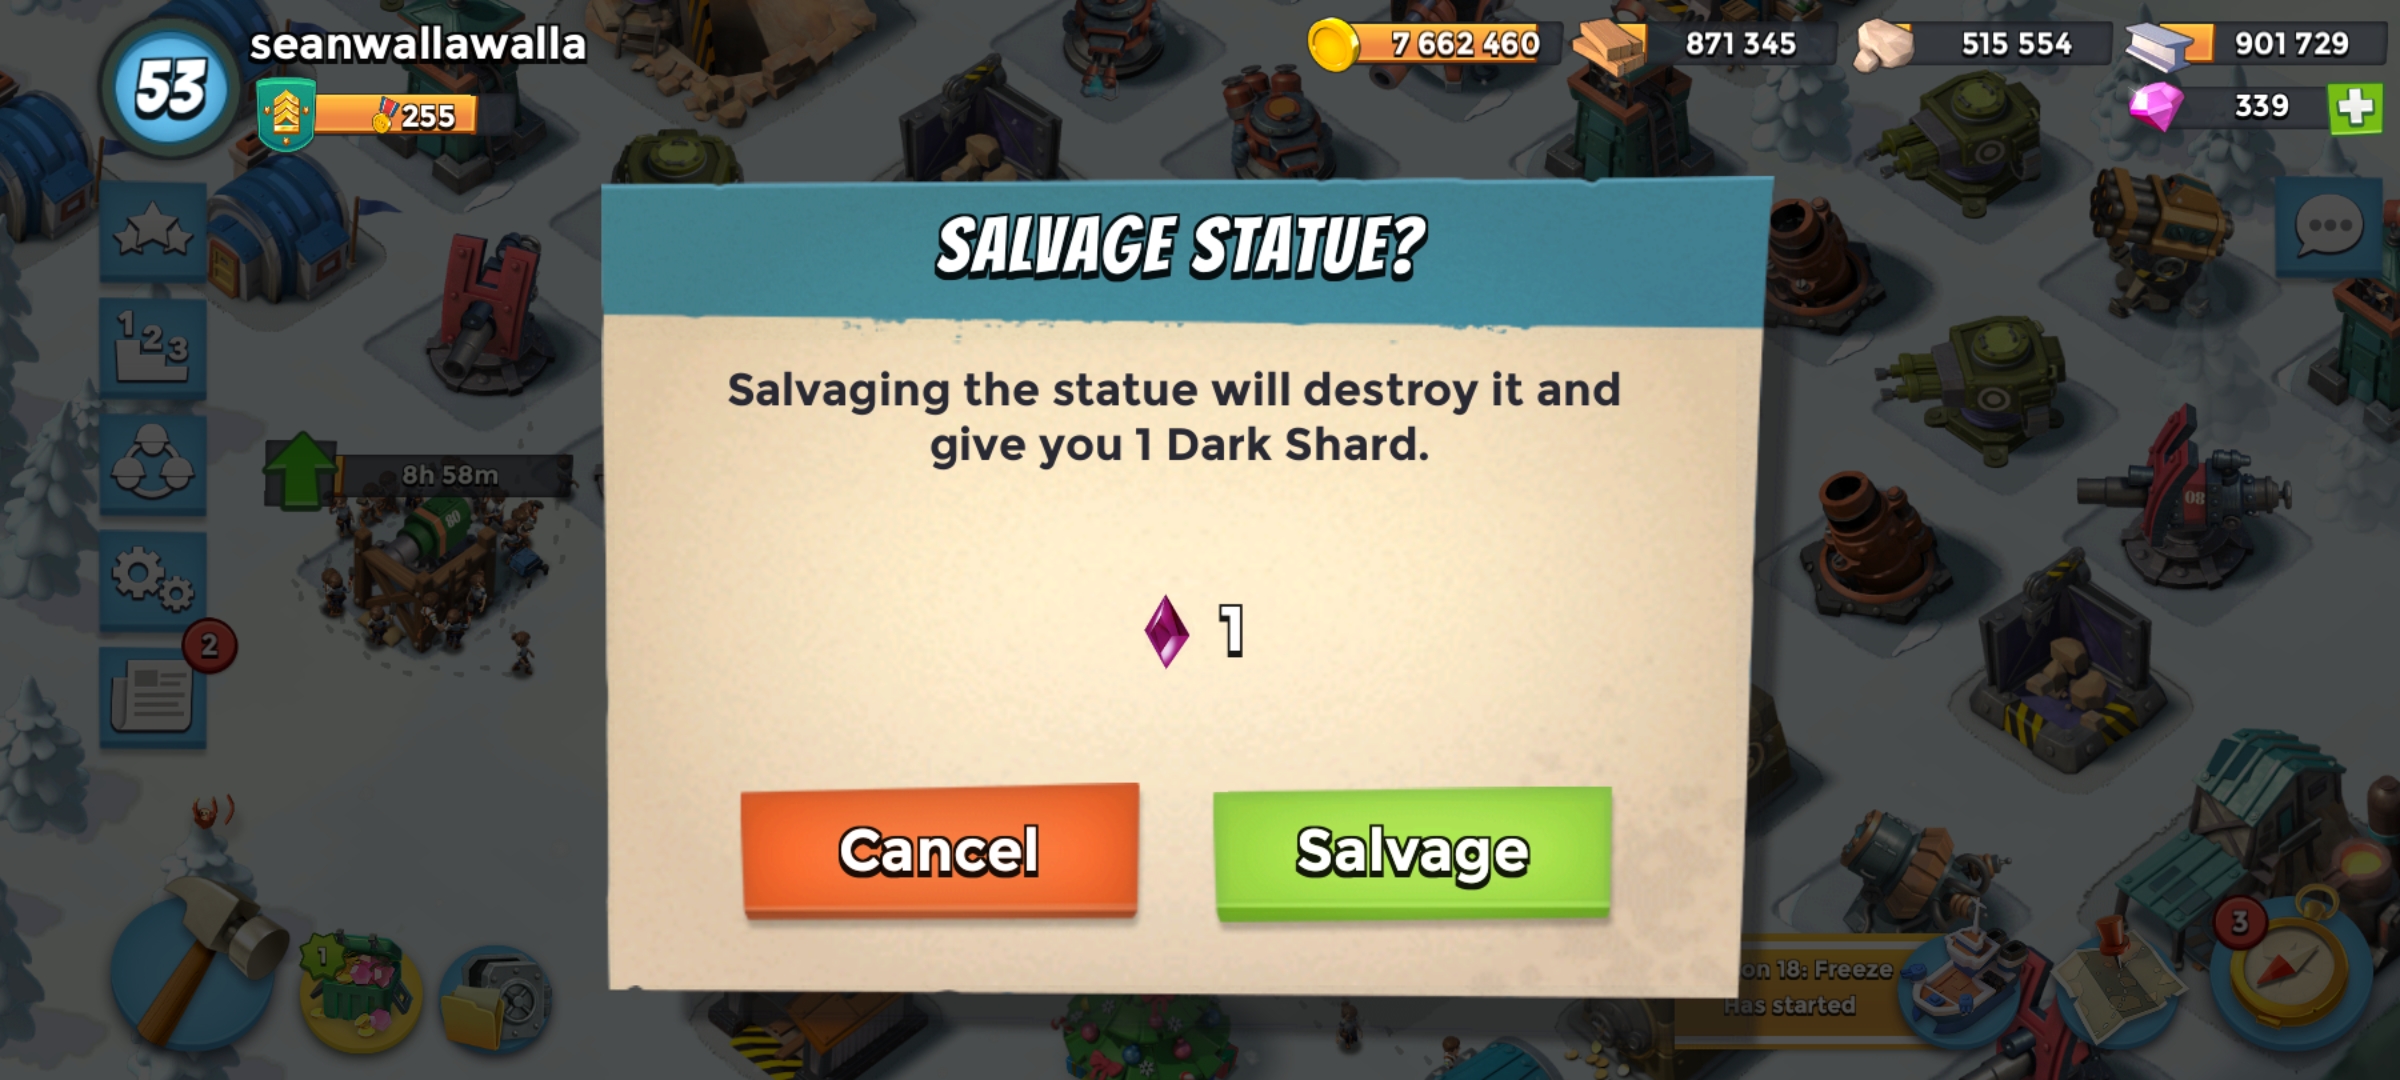 53
seanwallawalla
255
7 662 460
871 345
515 554
901 729
339
1 2 3
SALVAGE STATUE?
Salvaging the statue will destroy it and
give you 1 Dark Shard.
1
8h 58m
80
08
2
Cancel
Salvage
1
3
on 18: Freeze
Has started